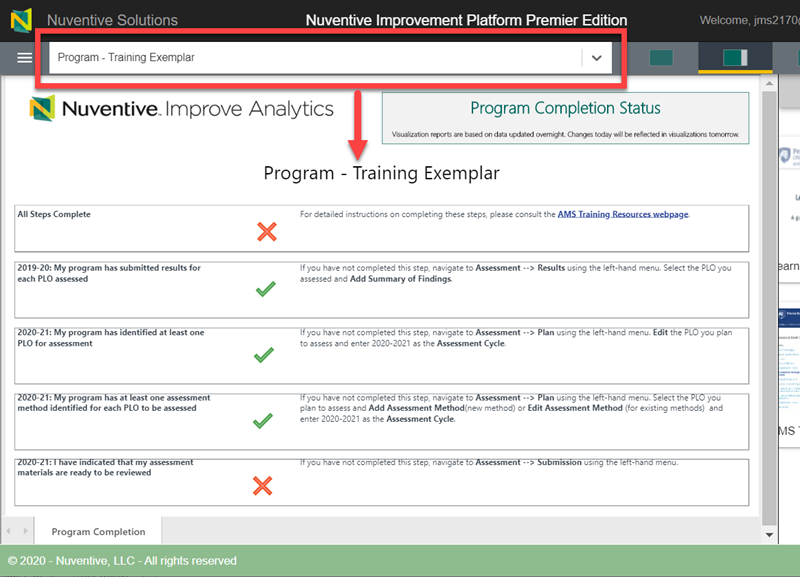 Nuventive Solutions
Nuventive Improvement Platform Premier Edition
Welcome, jms2170@
Program - Training Exemplar
Nuventive Improve Analytics
Program Completion Status
Visualization reports are based on data updated overnight. Changes today will be reflected in visualizations tomorrow.
Program - Training Exemplar
All Steps Complete
For detailed instructions on completing these steps, please consult the AMS Training Resources webpage.
2019-20: My program has submitted results for
each PLO assessed
If you have not completed this step, navigate to Assessment --> Results using the left-hand menu. Select the PLO you
assessed and Add Summary of Findings.
2020-21: My program has identified at least one
PLO for assessment
If you have not completed this step, navigate to Assessment --> Plan using the left-hand menu. Edit the PLO you plan
to assess and enter 2020-2021 as the Assessment Cycle.
2020-21: My program has at least one assessment
method identified for each PLO to be assessed
If you have not completed this step, navigate to Assessment --> Plan using the left-hand menu. Select the PLO you
plan to assess and Add Assessment Method(new method) or Edit Assessment Method (for existing methods) and
enter 2020-2021 as the Assessment Cycle.
2020-21: I have indicated that my assessment
materials are ready to be reviewed
If you have not completed this step, navigate to Assessment --> Submission using the left-hand menu.
earn
MS T
Program Completion
© 2020 - Nuventive, LLC - All rights reserved